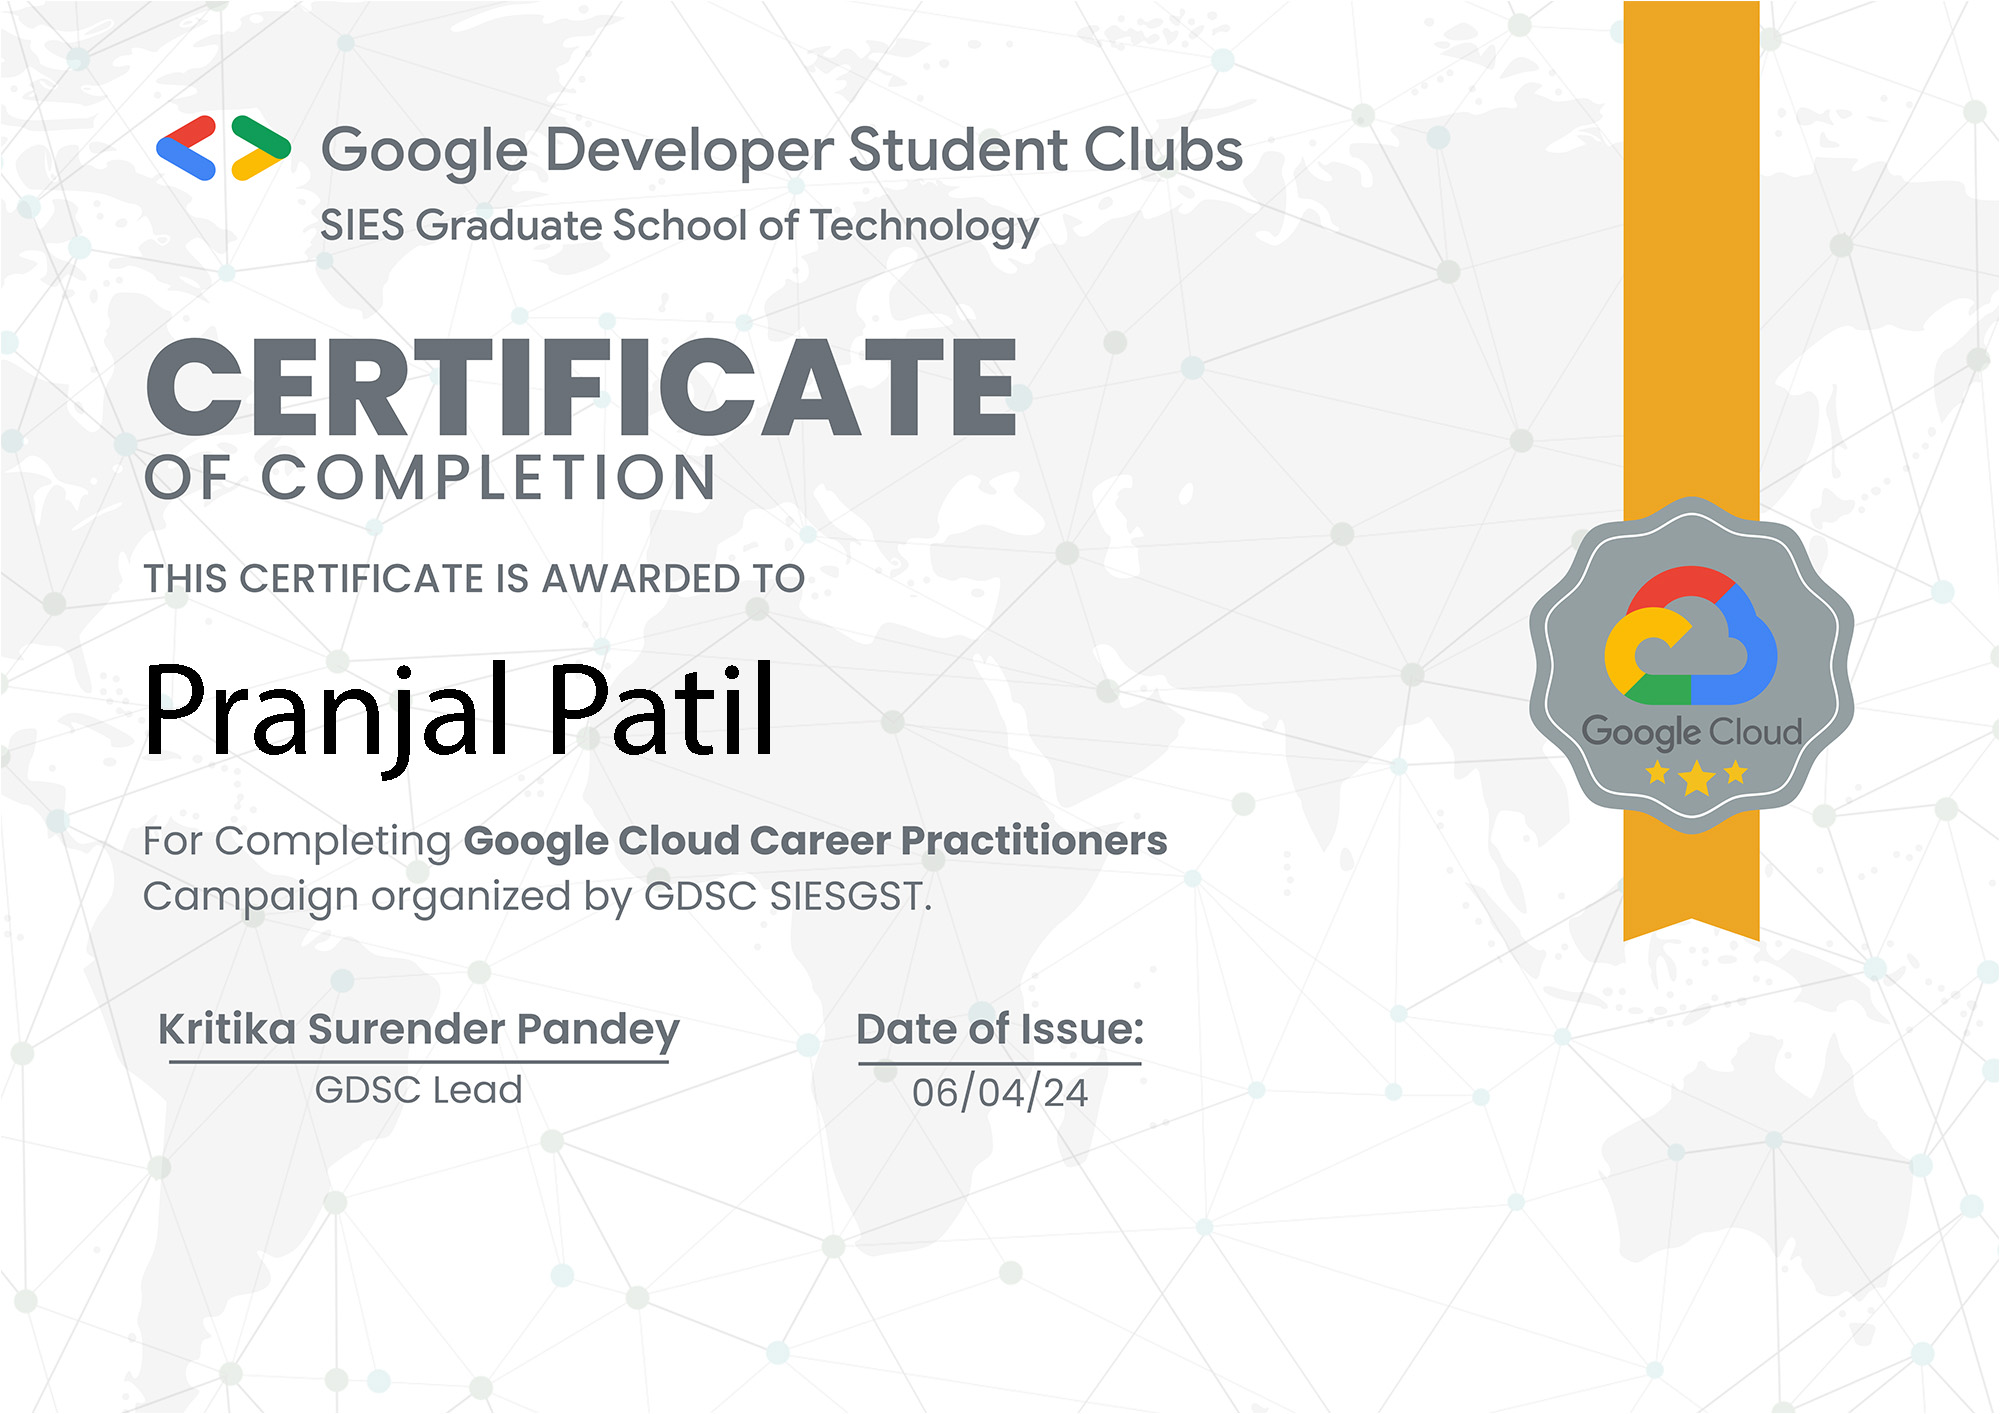 Google Developer Student Clubs
SIES Graduate School of Technology
CERTIFICATE
OF COMPLETION
THIS CERTIFICATE IS AWARDED TO
Pranjal Patil
For Completing Google Cloud Career Practitioners
Campaign organized by GDSC SIESGST.
Kritika Surender Pandey
GDSC Lead
Date of Issue:
06/04/24
Google Cloud